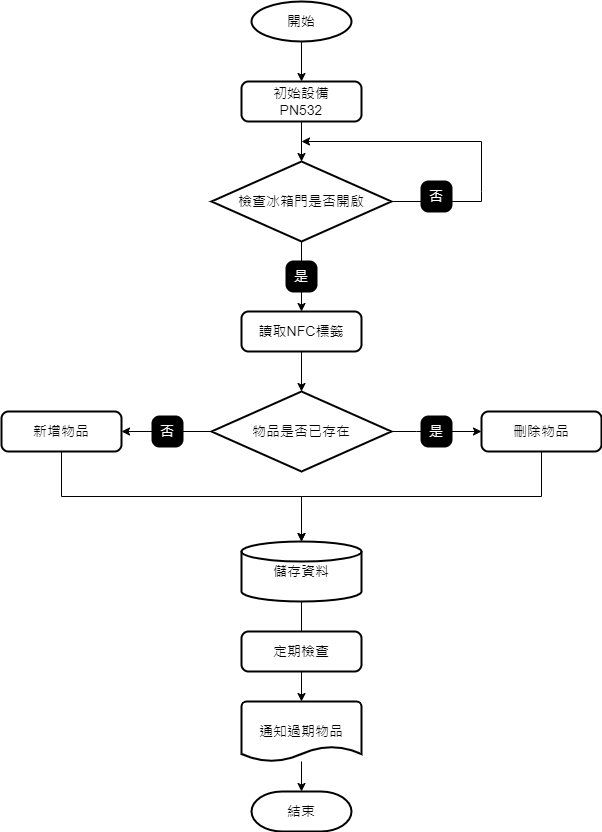 開始
初始設備
PN532
檢查冰箱門是否開啟
否
是
讀取NFC標籤
新增物品
否
物品是否已存在
是
刪除物品
儲存資料
定期檢查
通知過期物品
結束